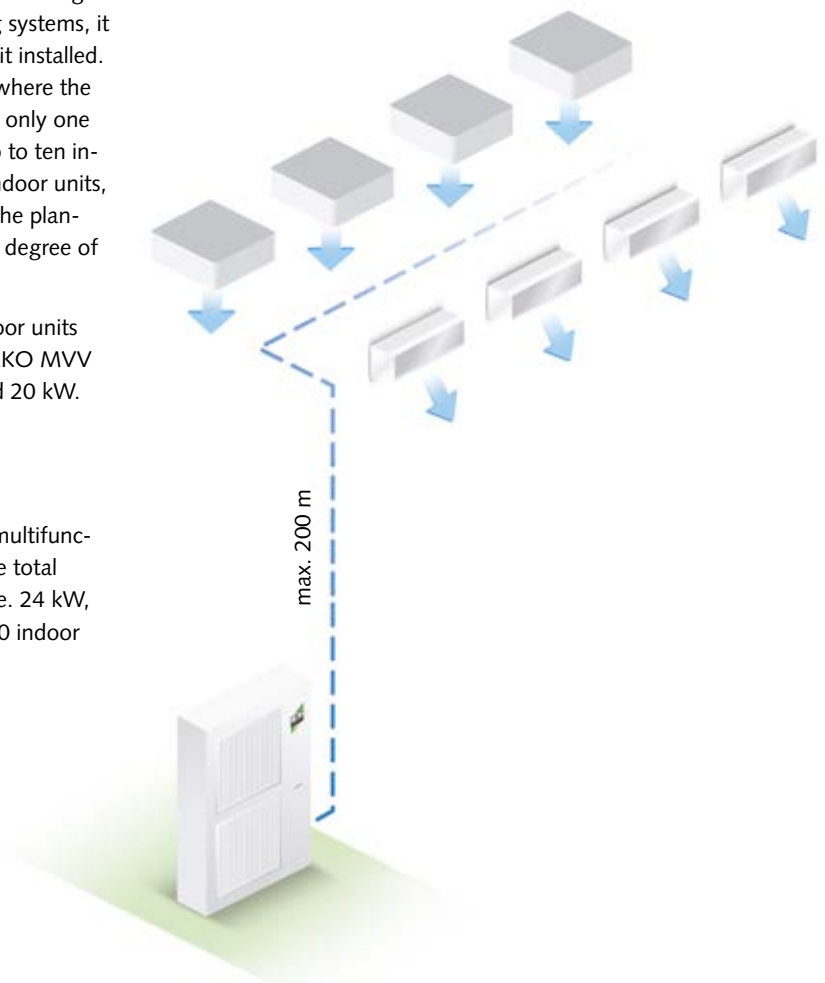 g systems, it
it installed.
where the
only one
to ten in-
ndoor units,
he plan-
degree of
oor units
KO MVV
d 20 kW.
multifunc-
e total
e. 24 kW,
0 indoor
max. 200 m